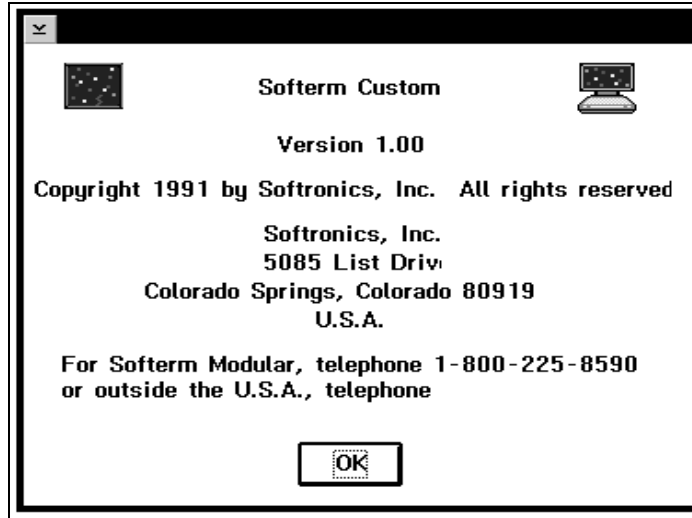 Softerm Custom
Version 1.00
Copyright 1991 by Softronics, Inc. All rights reserved
Softronics, Inc.
5085 List Driv
Colorado Springs, Colorado 80919
U.S.A.
For Softerm Modular, telephone 1-800-225-8590
or outside the U.S.A., telephone
OK